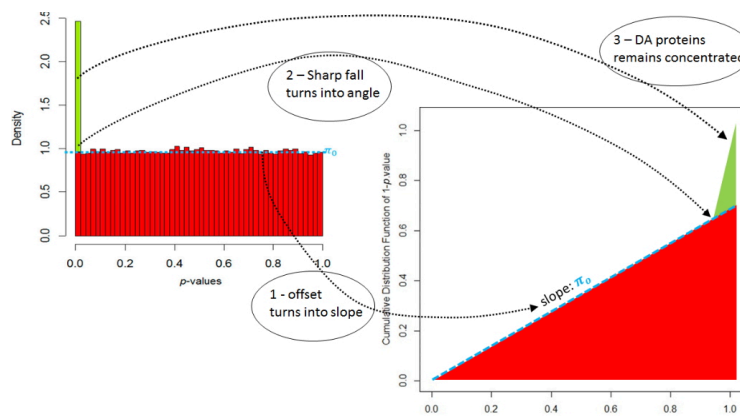 2.5
2.0
1.5
1.0
0.5
0.0
Density
π₀
0.0 0.2 0.4 0.6 0.8 1.0
p-values
2 – Sharp fall
turns into angle
3 – DA proteins
remains concentrated
1 - offset
turns into slope
Cumulative Distribution Function of 1-p.value
1.0
0.8
0.6
0.4
0.2
0.0
slope: π₀
0.0 0.2 0.4 0.6 0.8 1.0